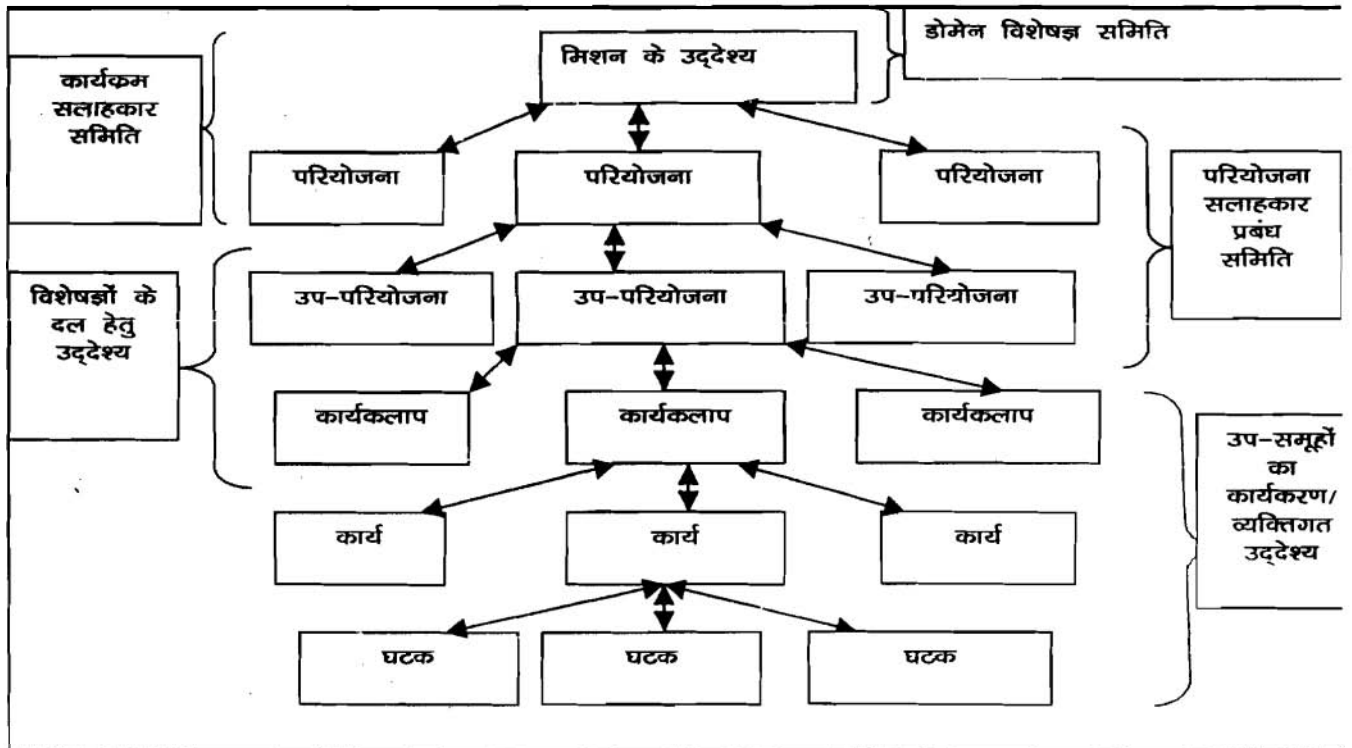 डोमेन विशेषज्ञ समिति
मिशन के उद्देश्य
कार्यक्रम
सलाहकार
समिति
परियोजना
परियोजना
परियोजना
परियोजना
सलाहकार
प्रबंध
समिति
विशेषज्ञों के
दल हेतु
उद्देश्य
उप-परियोजना
उप-परियोजना
उप-परियोजना
कार्यकलाप
कार्यकलाप
कार्यकलाप
उप-समूहों
का
कार्यकरण/
व्यक्तिगत
उद्देश्य
कार्य
कार्य
कार्य
घटक
घटक
घटक